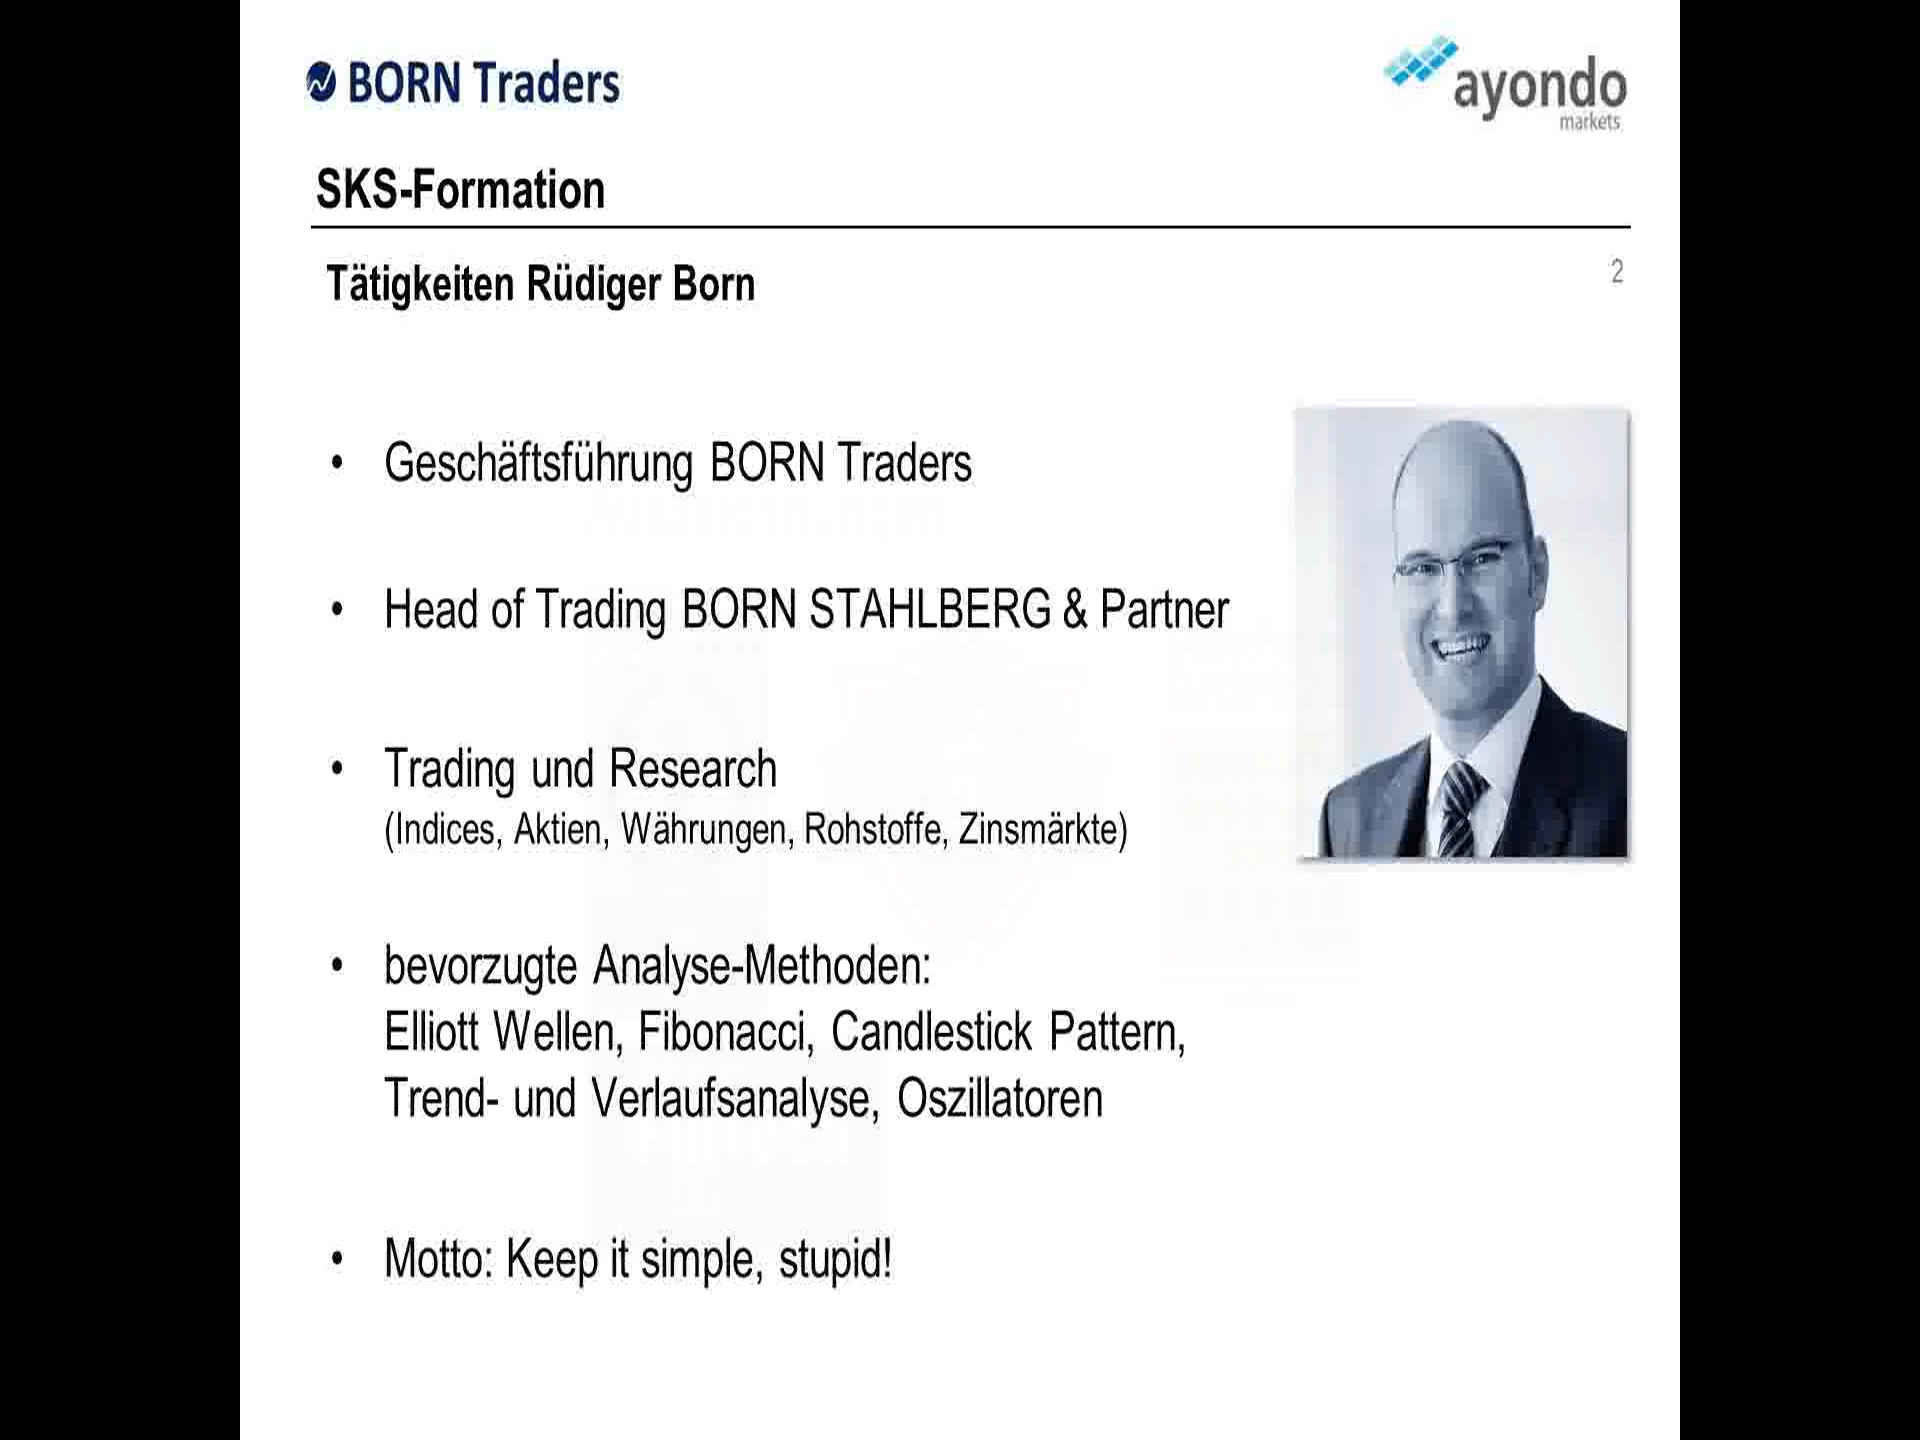 BORN Traders
ayondo
markets
SKS-Formation
Tätigkeiten Rüdiger Born
2
• Geschäftsführung BORN Traders
• Head of Trading BORN STAHLBERG & Partner
• Trading und Research
(Indices, Aktien, Währungen, Rohstoffe, Zinsmärkte)
• bevorzugte Analyse-Methoden:
Elliott Wellen, Fibonacci, Candlestick Pattern,
Trend- und Verlaufsanalyse, Oszillatoren
• Motto: Keep it simple, stupid!